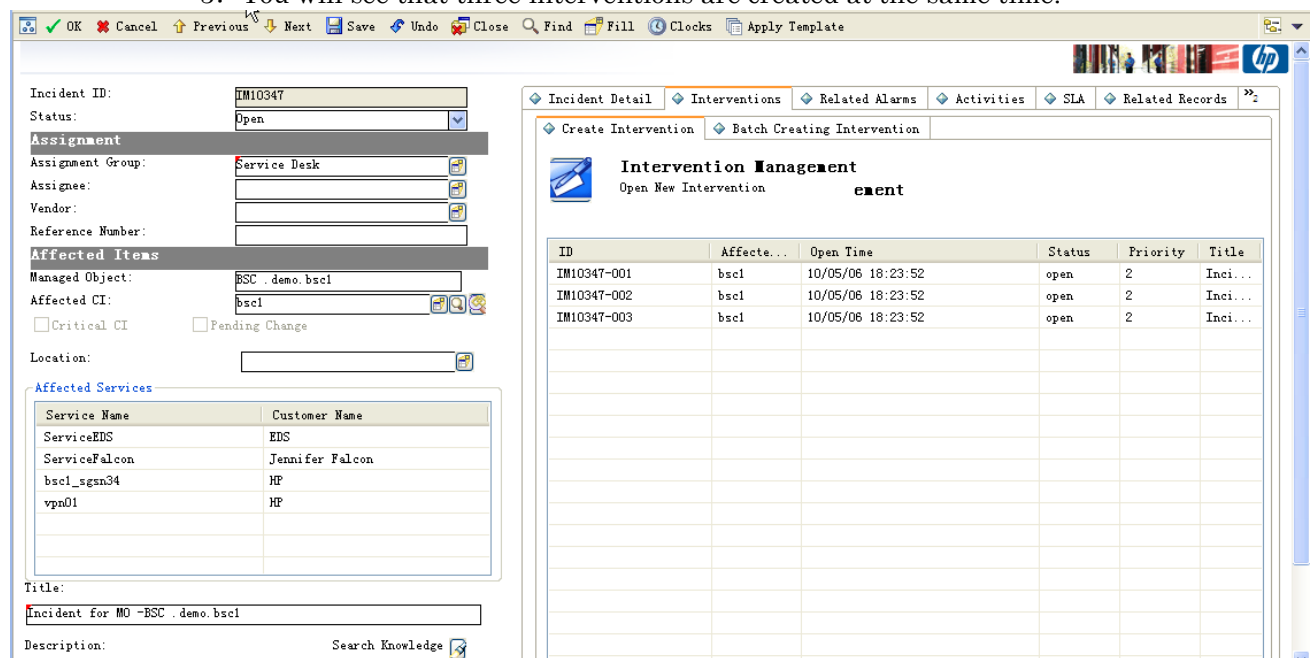 You will see that three interventions are created at the same time.
OK Cancel Previous Next Save Undo Close Find Fill Clocks Apply Template
hp
Incident ID: IM10347
Status: Open
Assignment
Assignment Group: Service Desk
Assignee:
Vendor:
Reference Number:
Affected Items
Managed Object: BSC . demo. bsc1
Affected CI: bsc1
Critical CI Pending Change
Location:
Affected Services
Service Name Customer Name
ServiceEDS EDS
ServiceFalcon Jennifer Falcon
bsc1_sgsn34 HP
vpn01 HP
Title:
Incident for MO -BSC . demo. bsc1
Description: Search Knowledge
Incident Detail Interventions Related Alarms Activities SLA Related Records »2
Create Intervention Batch Creating Intervention
Intervention Management
Open New Intervention ement
ID Affecte... Open Time Status Priority Title
IM10347-001 bsc1 10/05/06 18:23:52 open 2 Inci...
IM10347-002 bsc1 10/05/06 18:23:52 open 2 Inci...
IM10347-003 bsc1 10/05/06 18:23:52 open 2 Inci...